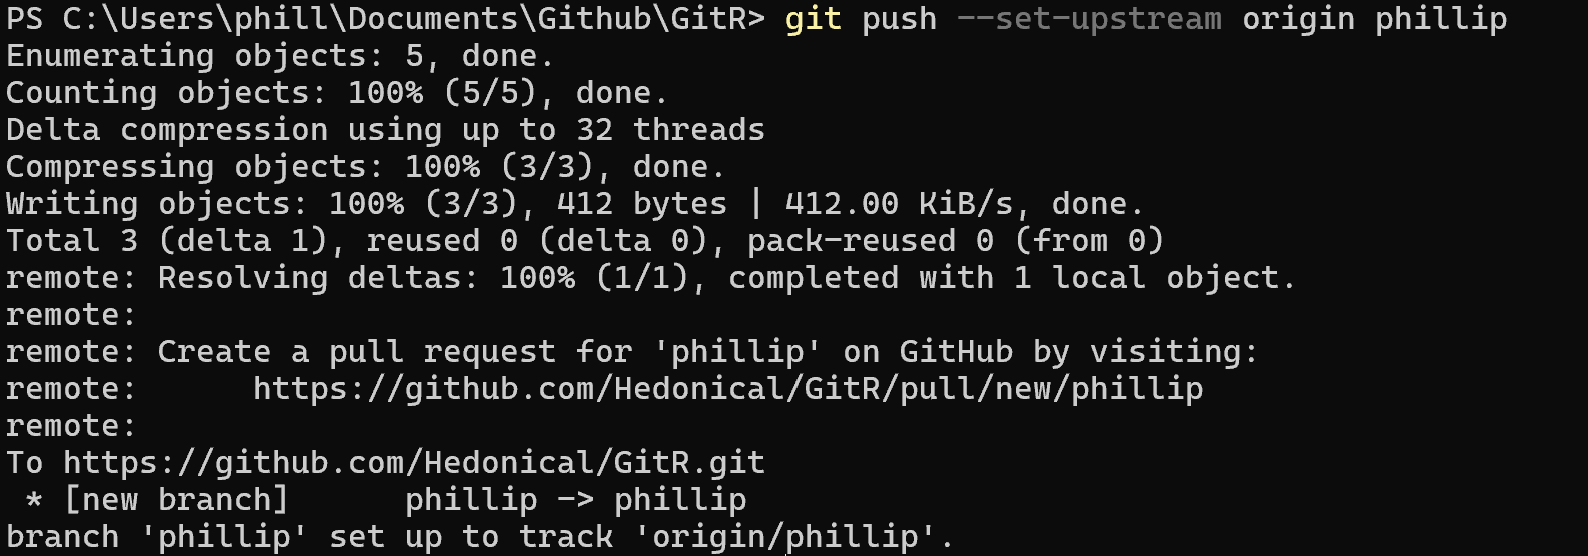 PS C:\Users\phill\Documents\Github\GitR> git push --set-upstream origin phillip
Enumerating objects: 5, done.
Counting objects: 100% (5/5), done.
Delta compression using up to 32 threads
Compressing objects: 100% (3/3), done.
Writing objects: 100% (3/3), 412 bytes | 412.00 KiB/s, done.
Total 3 (delta 1), reused 0 (delta 0), pack-reused 0 (from 0)
remote: Resolving deltas: 100% (1/1), completed with 1 local object.
remote:
remote: Create a pull request for 'phillip' on GitHub by visiting:
remote:      https://github.com/Hedonical/GitR/pull/new/phillip
remote:
To https://github.com/Hedonical/GitR.git
 * [new branch]      phillip -> phillip
branch 'phillip' set up to track 'origin/phillip'.